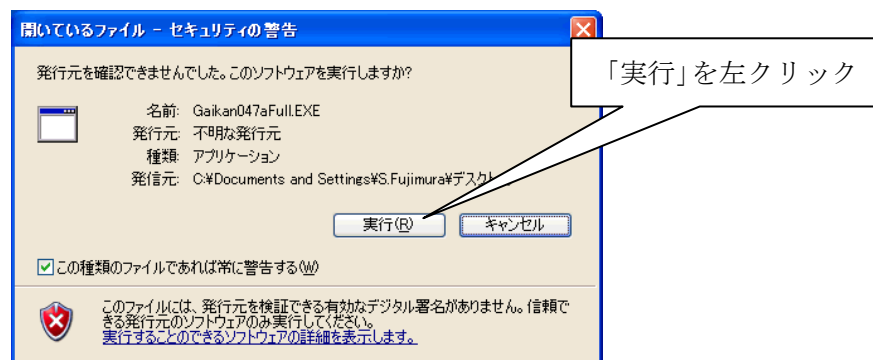 開いているファイル - セキュリティの警告
発行元を確認できませんでした。このソフトウェアを実行しますか?
「実行」を左クリック
名前: Gaikan047aFull.EXE
発行元: 不明な発行元
種類: アプリケーション
発信元: C:¥Documents and Settings¥S.Fujimura¥デスクト
実行(R) キャンセル
この種類のファイルであれば常に警告する(W)
このファイルには、発行元を検証できる有効なデジタル署名がありません。信頼で
きる発行元のソフトウェアのみ実行してください。
実行することのできるソフトウェアの詳細を表示します。